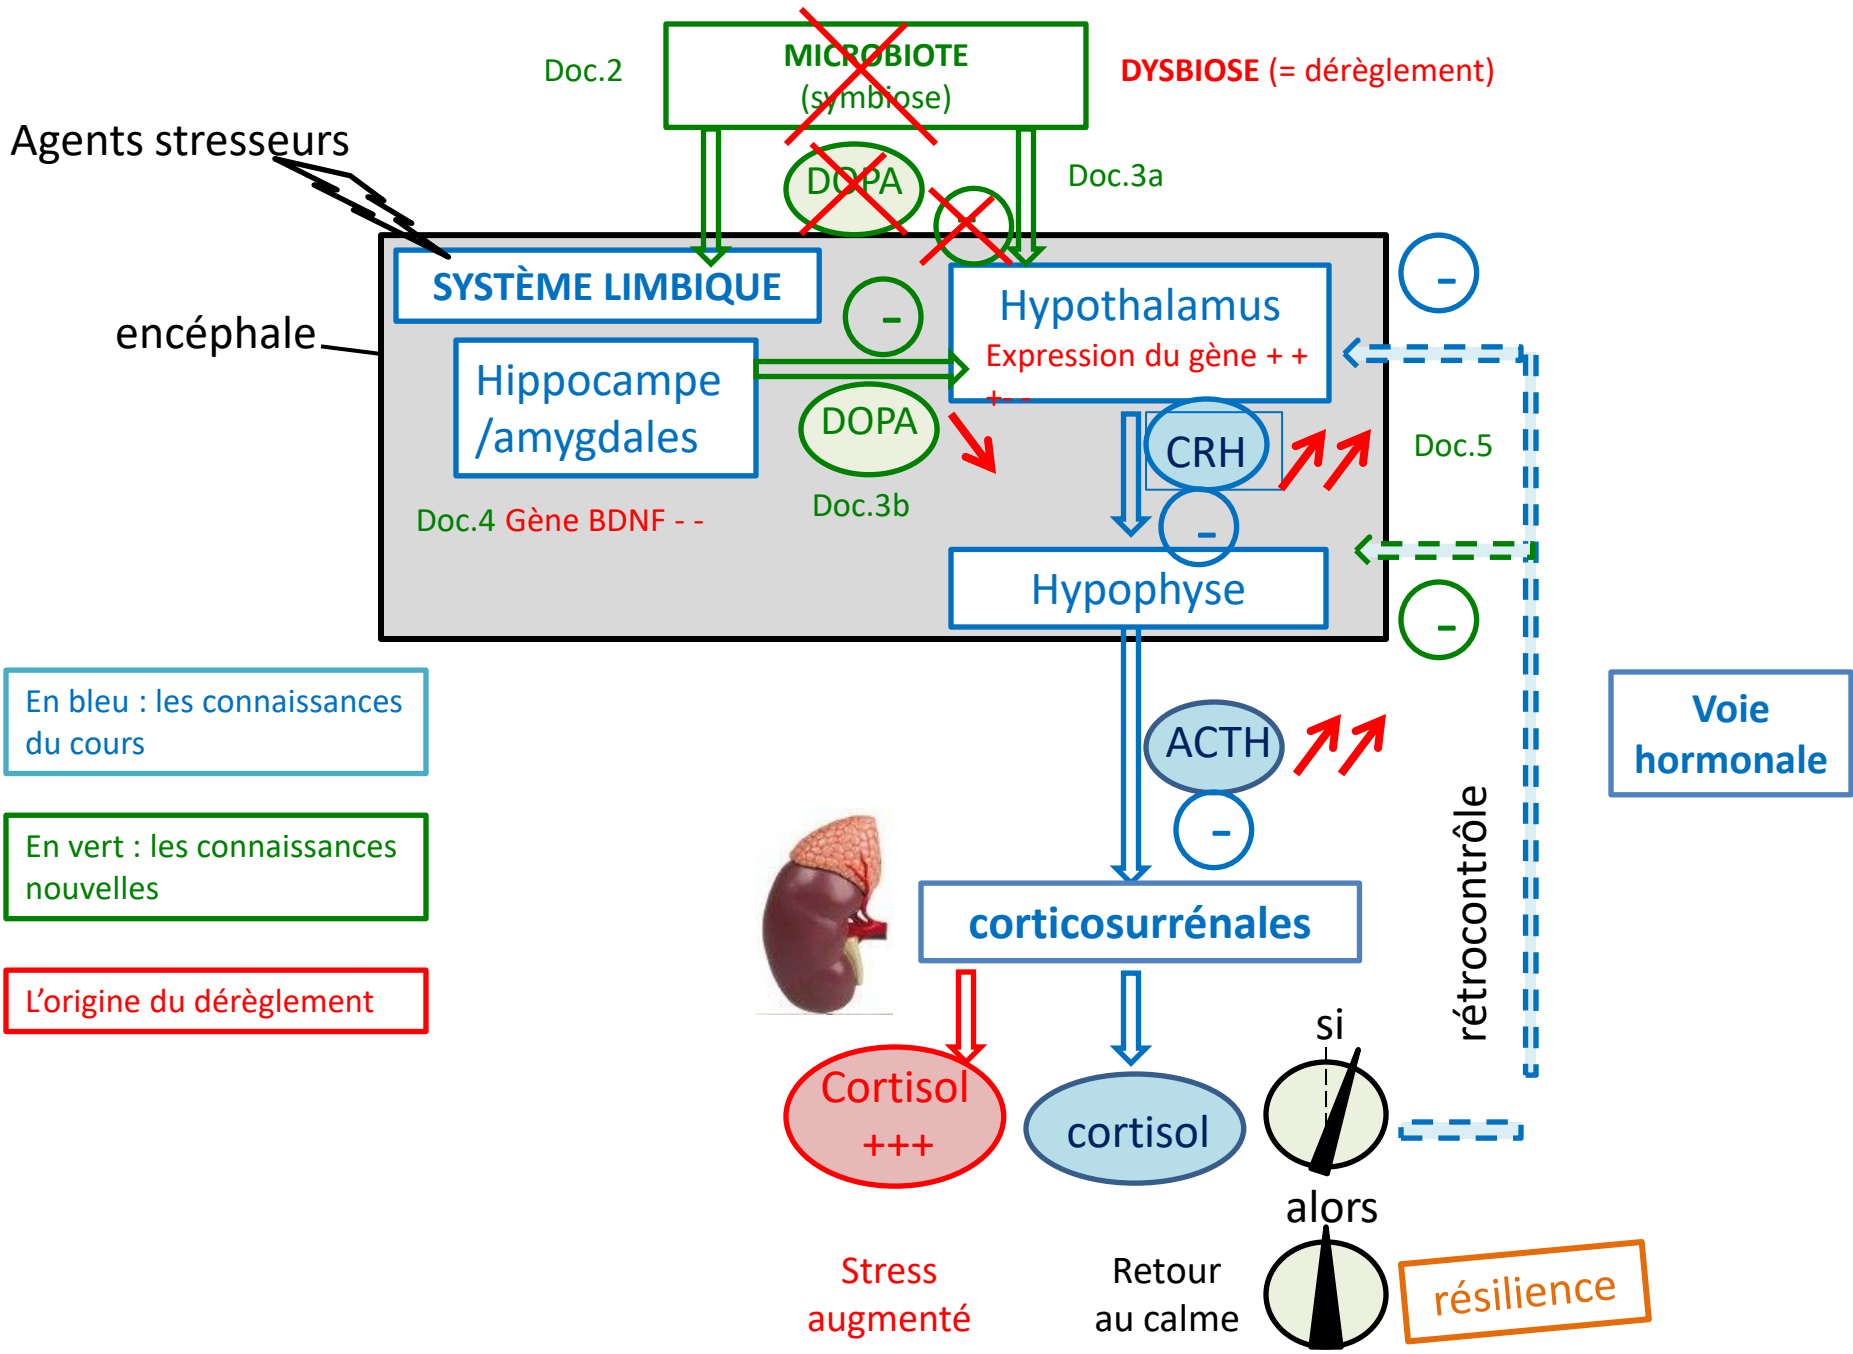 Doc.2
MICROBIOTE
(symbiose)
DYSBIOSE (= dérèglement)
Agents stresseurs
DOPA
-
Doc.3a
SYSTÈME LIMBIQUE
encéphale
Hippocampe
/amygdales
-
DOPA
Doc.3b
Doc.4 Gène BDNF - -
Hypothalamus
Expression du gène + +
+- -
-
CRH
-
Doc.5
Hypophyse
-
En bleu : les connaissances
du cours
En vert : les connaissances
nouvelles
L’origine du dérèglement
ACTH
-
Voie
hormonale
rétrocontrôle
corticosurrénales
Cortisol
+++
cortisol
si
alors
Stress
augmenté
Retour
au calme
résilience